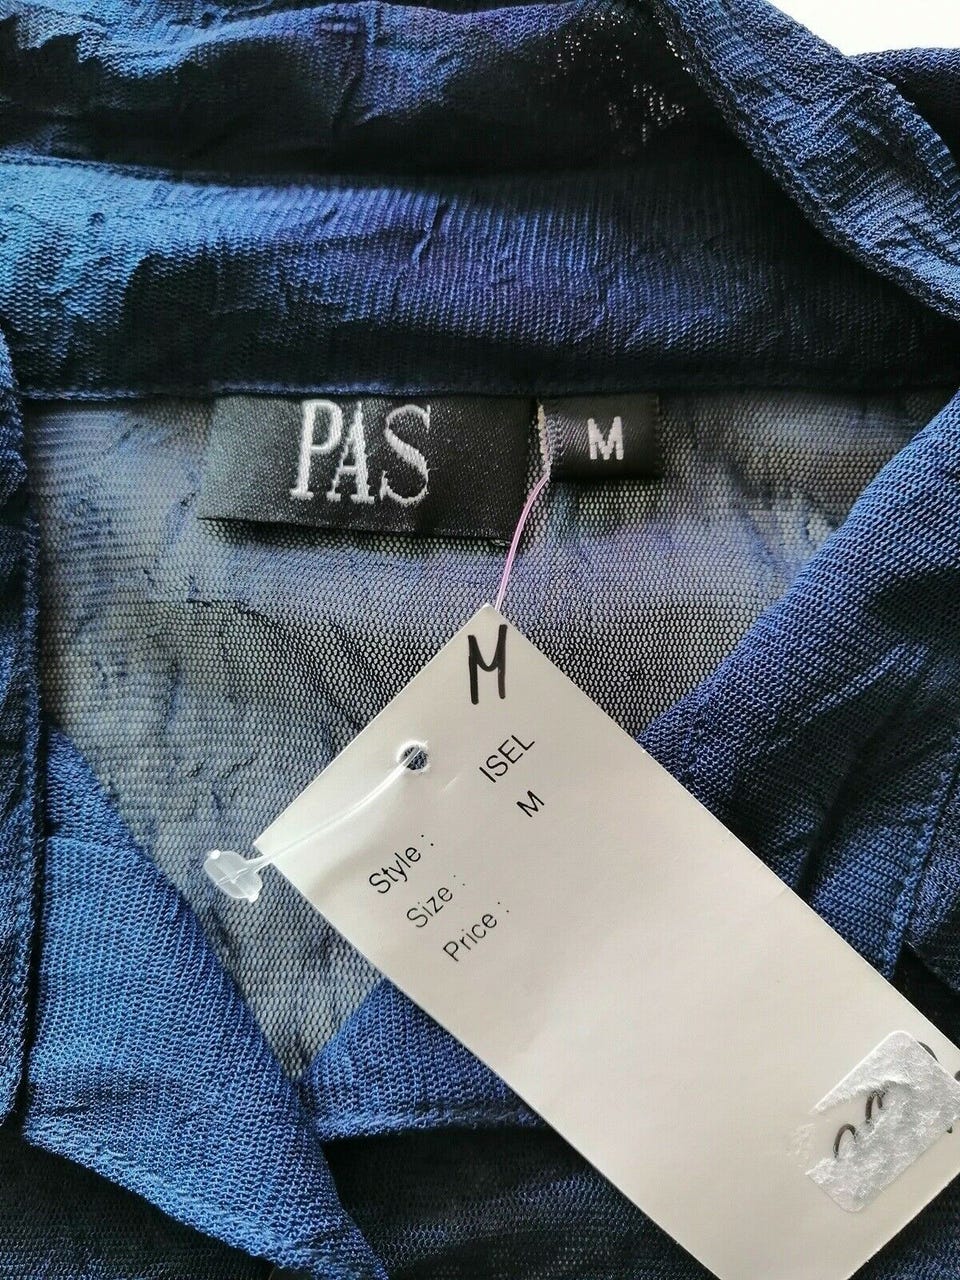 PAS
M
M
Style : ISEL
Size : M
Price :